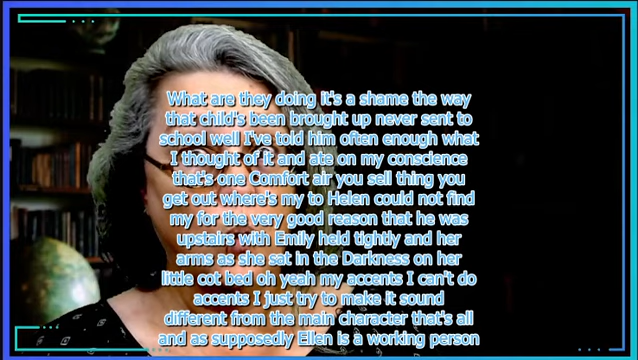 What are they doing it's a shame the way
that child's been brought up never sent to
school well I've told him often enough what
I thought of it and ate on my conscience
that's one Comfort air you sell thing you
get out where's my to Helen could not find
my for the very good reason that he was
upstairs with Emily held tightly and her
arms as she sat in the Darkness on her
little cot bed oh yeah my accents I can't do
accents I just try to make it sound
different from the main character that's all
and as supposedly Ellen is a working person